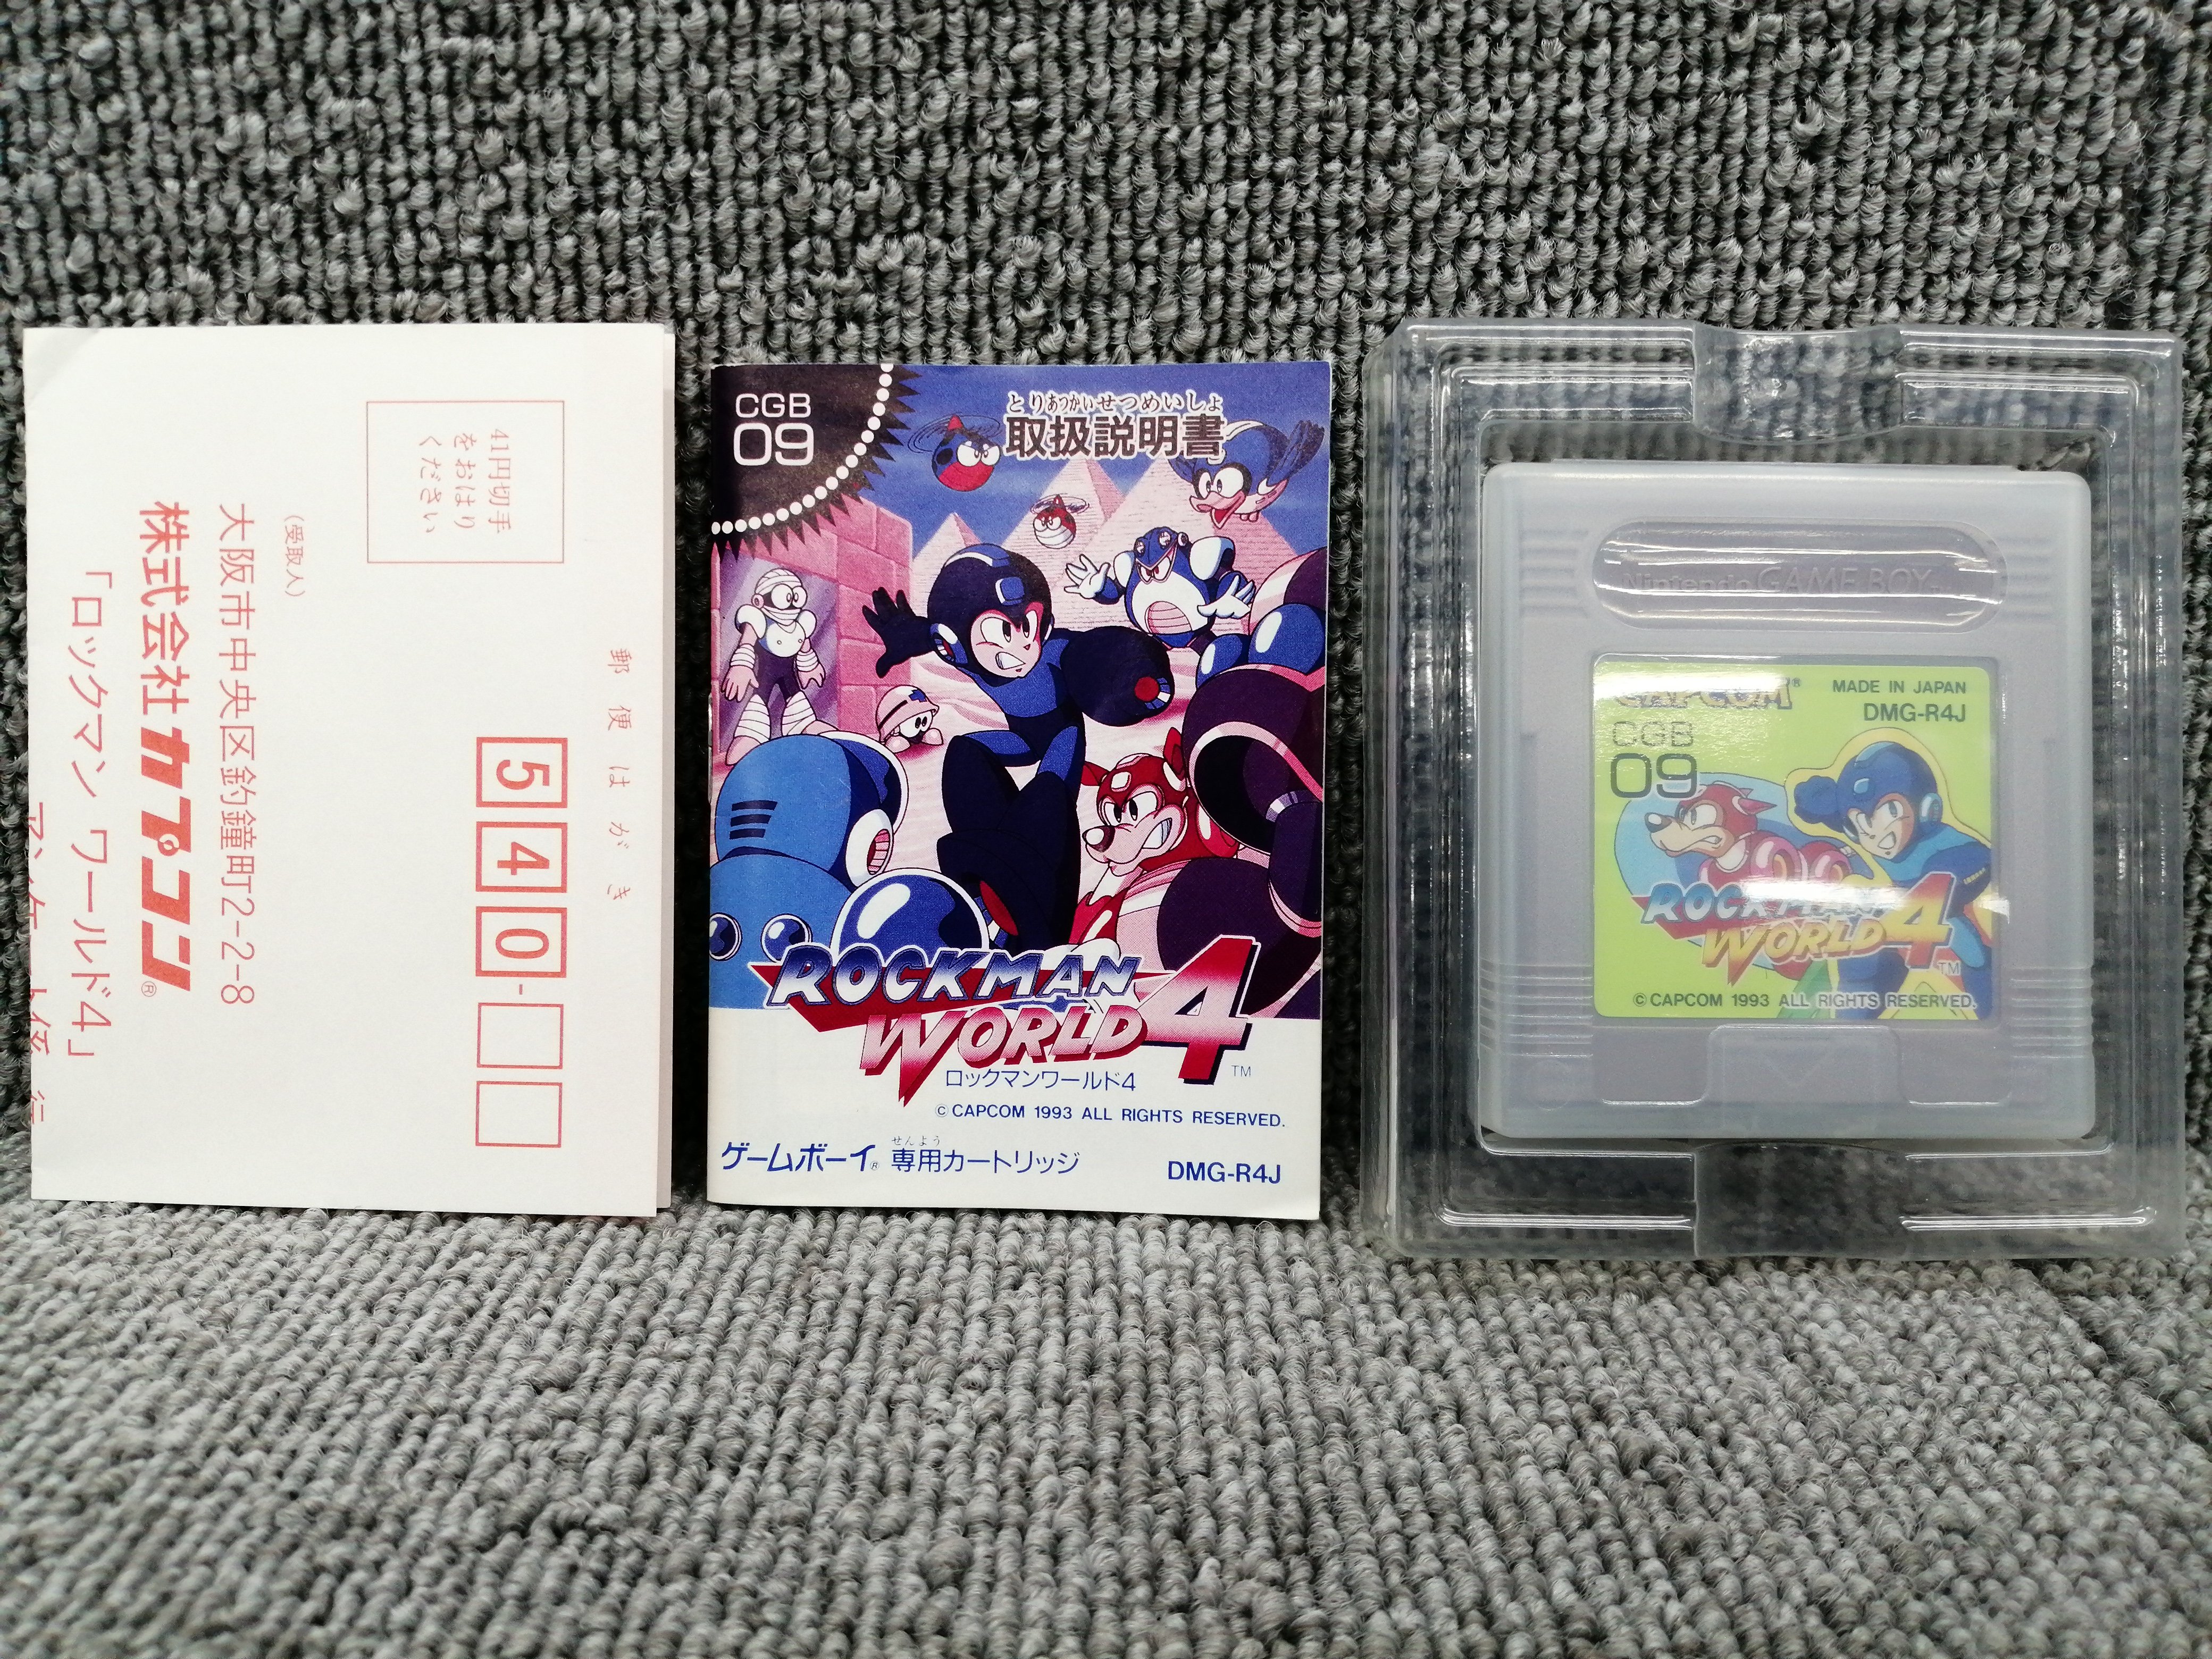 41円切手
をおはり
ください
郵便はがき
540-
(受取人)
大阪市中央区釣鐘町2-2-8
株式会社カプコン®
「ロックマン ワールド4」
CGB
09
とりあつかいせつめいしょ
取扱説明書
ROCKMAN
WORLD 4
TM
ロックマンワールド4
© CAPCOM 1993 ALL RIGHTS RESERVED.
せんよう
ゲームボーイ® 専用カートリッジ
DMG-R4J
Nintendo GAME BOY
CAPCOM®
MADE IN JAPAN
DMG-R4J
CGB
09
ROCKMAN
WORLD 4
TM
© CAPCOM 1993 ALL RIGHTS RESERVED.